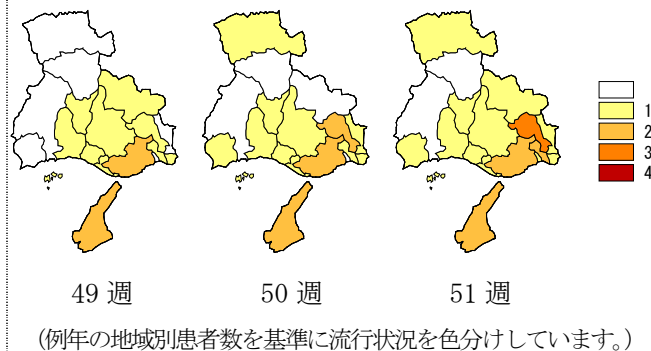 1
2
3
4
49 週
50 週
51 週
(例年の地域別患者数を基準に流行状況を色分けしています。)